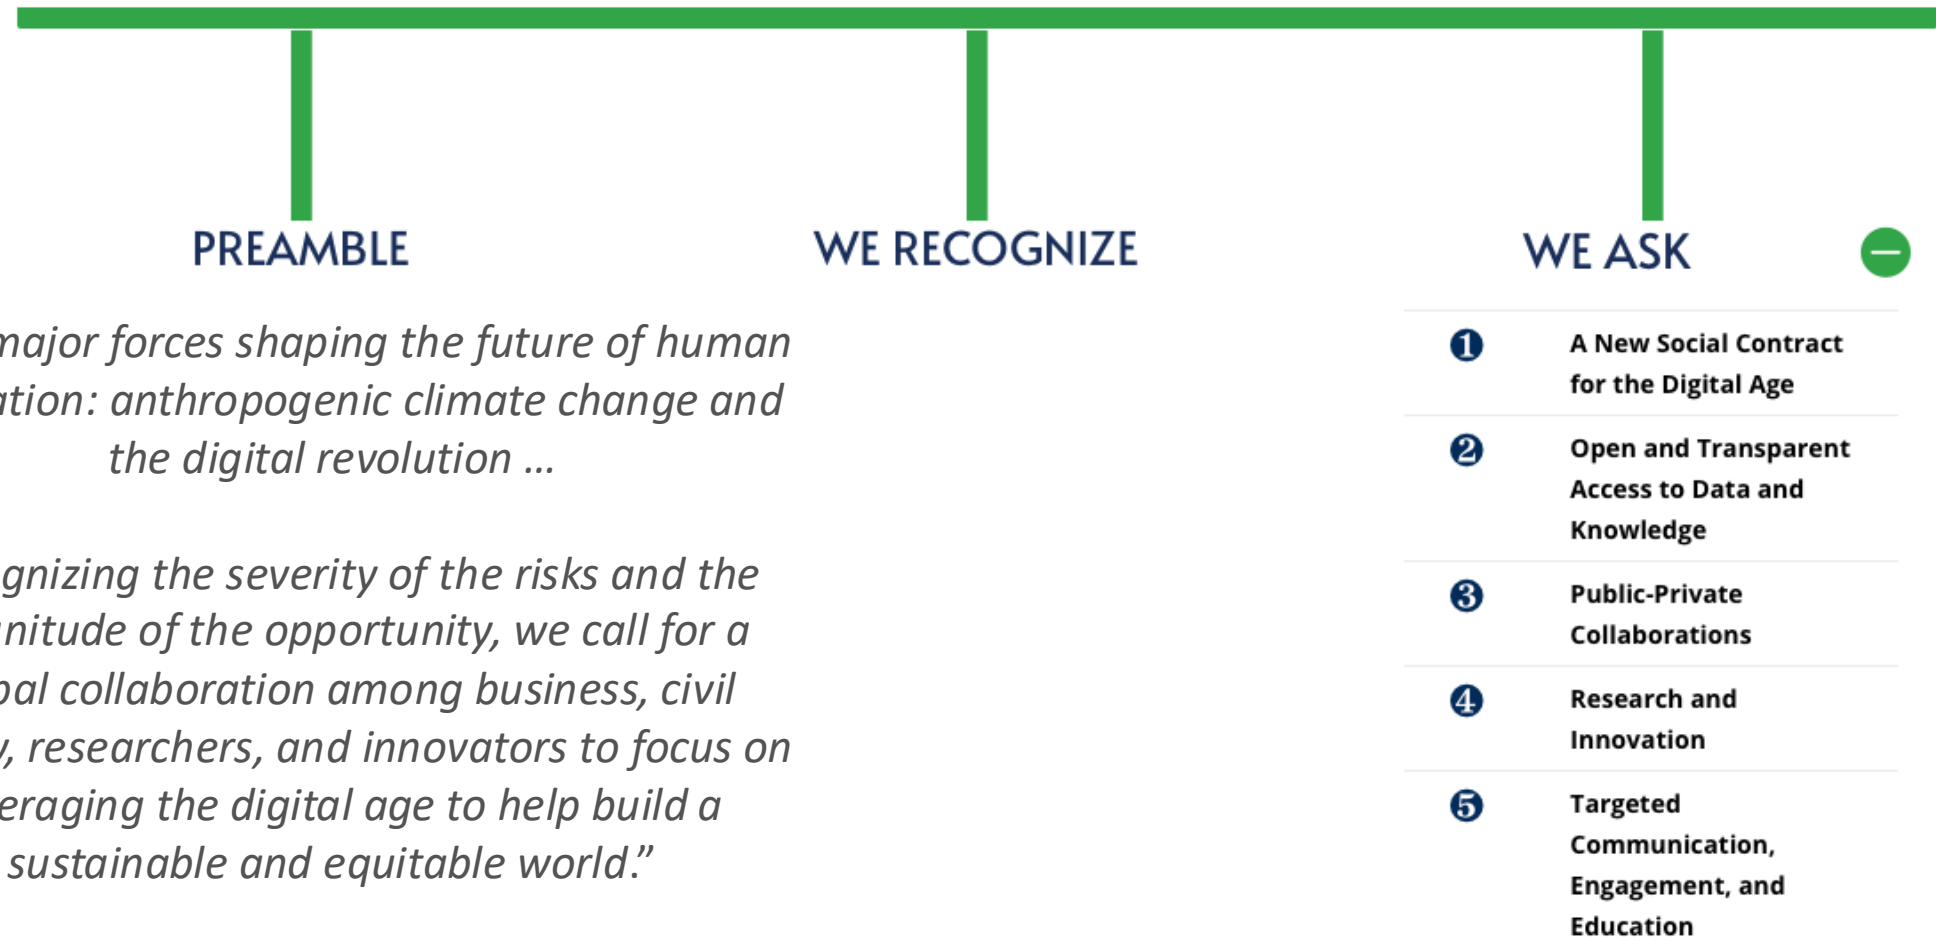 PREAMBLE
WE RECOGNIZE
WE ASK
major forces shaping the future of human
ation: anthropogenic climate change and
the digital revolution ...
gnizing the severity of the risks and the
nitude of the opportunity, we call for a
bal collaboration among business, civil
y, researchers, and innovators to focus on
eraging the digital age to help build a
sustainable and equitable world.”
1 A New Social Contract
for the Digital Age
2 Open and Transparent
Access to Data and
Knowledge
3 Public-Private
Collaborations
4 Research and
Innovation
5 Targeted
Communication,
Engagement, and
Education